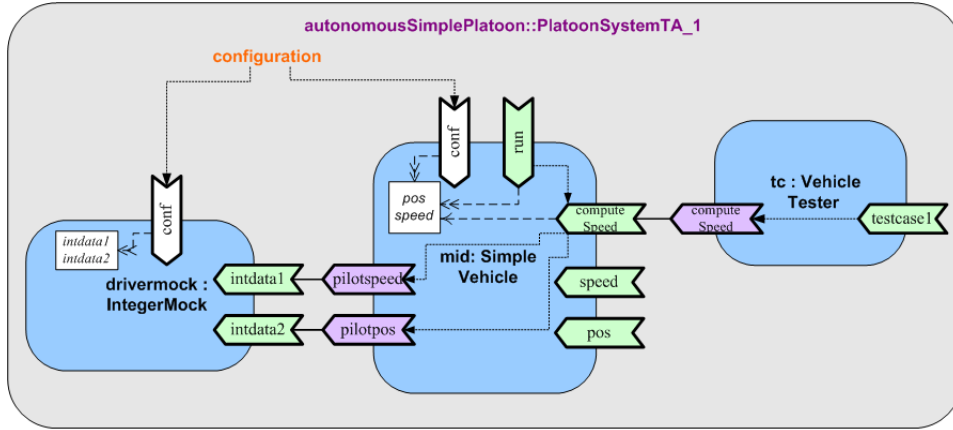 autonomousSimplePlatoon::PlatoonSystemTA_1
configuration
conf
run
conf
pos
speed
compute
Speed
compute
Speed
tc : Vehicle
Tester
testcase1
intdata1
intdata2
drivermock :
IntegerMock
intdata1
pilotspeed
mid: Simple
Vehicle
speed
intdata2
pilotpos
pos